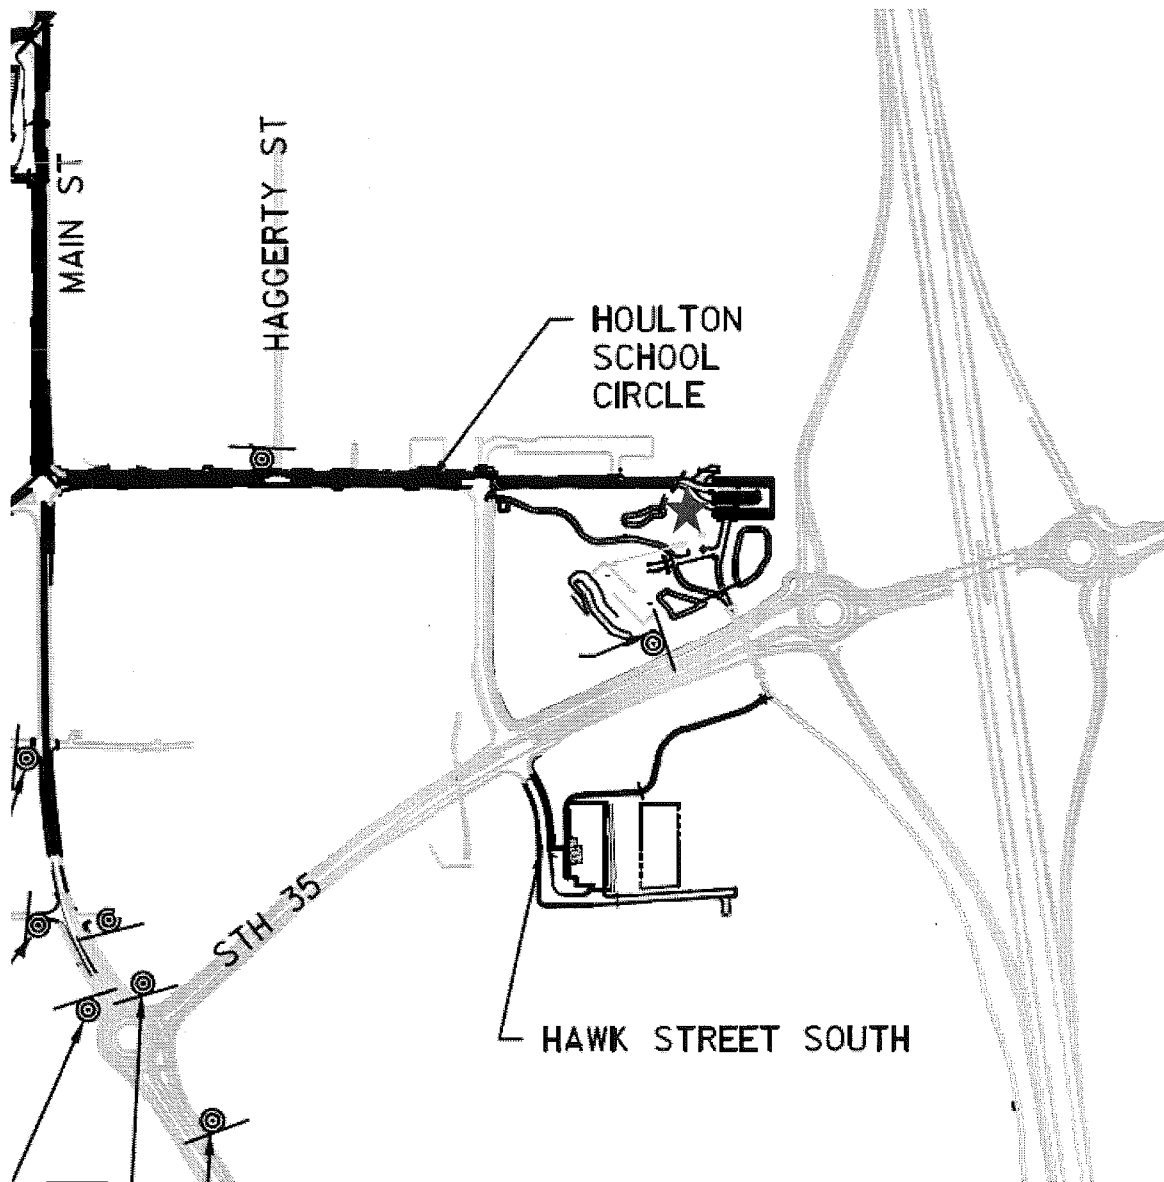 MAIN ST
HAGGERTY ST
HOULTON
SCHOOL
CIRCLE
STH 35
HAWK STREET SOUTH